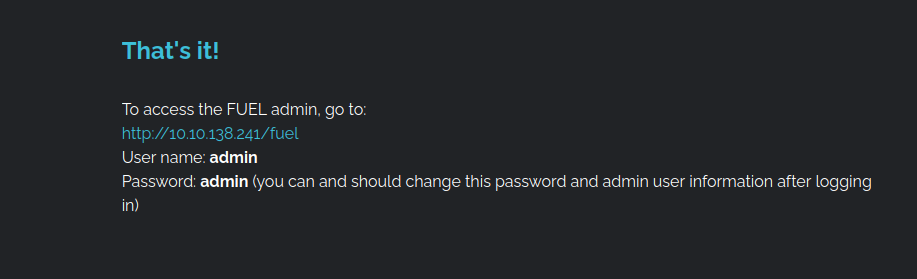 That's it!
To access the FUEL admin, go to:
http://10.10.138.241/fuel
User name: admin
Password: admin (you can and should change this password and admin user information after logging
in)